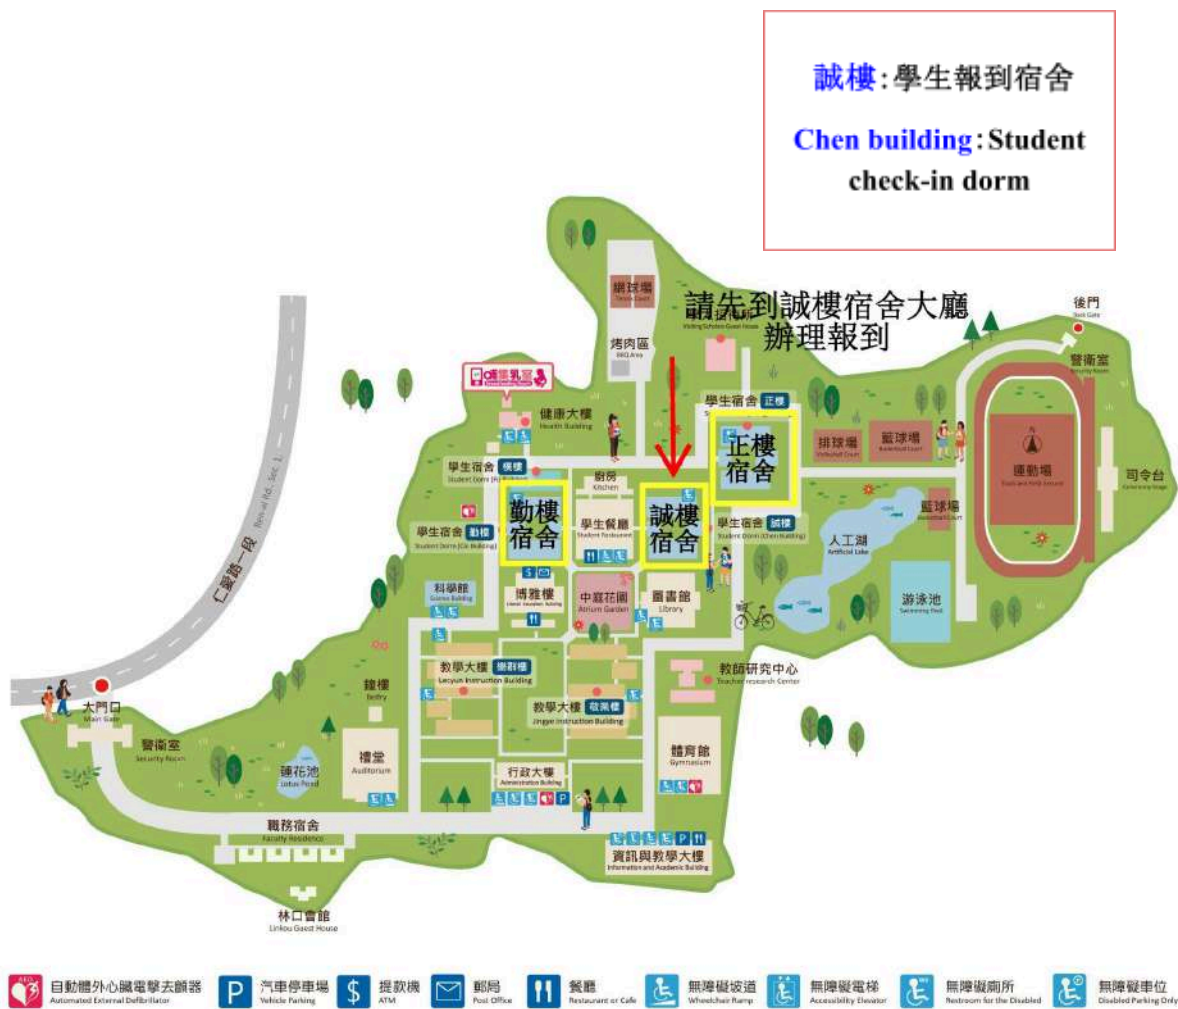 誠樓:學生報到宿舍
Chen building:Student
check-in dorm
網球場
Tennis Court
請先到誠樓宿舍大廳
辦理報到
Visiting Scholars Guest House
後門
Back Gate
烤肉區
BBQ Area
警衛室
Security Room
哺集乳室
學生宿舍 正樓
健康大樓
Health Building
正樓
宿舍
排球場
Volleyball Court
籃球場
Basketball Court
N
運動場
Track and Field Ground
司令台
學生宿舍 樸樓
廚房
Kitchen
勤樓
宿舍
誠樓
宿舍
學生餐廳
Student Restaurant
學生宿舍 勤樓
學生宿舍 誠樓
Student Dorm (Chen Building)
籃球場
Basketball Court
人工湖
Artificial Lake
仁愛路一段 Ren-ai Rd. Sec. 1
科學館
Science Building
博雅樓
中庭花園
Atrium Garden
圖書館
Library
游泳池
Swimming Pool
教學大樓 樂群樓
Lecyun Instruction Building
教師研究中心
Teacher research Center
鐘樓
Belfry
大門口
Main Gate
教學大樓 敬業樓
Jingye Instruction Building
警衛室
Security Room
禮堂
Auditorium
體育館
Gymnasium
蓮花池
Lotus Pond
行政大樓
Administration Building
職務宿舍
Faculty Residence
資訊與教學大樓
Information and Academic Building
林口會館
Linkou Guest House
AED 自動體外心臟電擊去顫器
Automated External Defibrillator
P 汽車停車場
Vehicle Parking
$ 提款機
ATM
郵局
Post Office
餐廳
Restaurant or Cafe
無障礙坡道
Wheelchair Ramp
無障礙電梯
Accessibility Elevator
無障礙廁所
Restroom for the Disabled
無障礙車位
Disabled Parking Only